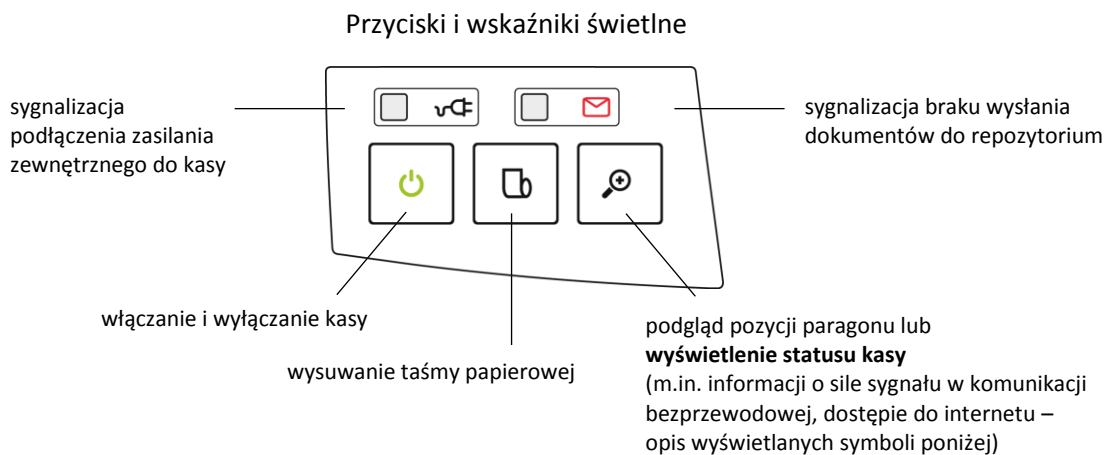 Przyciski i wskaźniki świetlne
sygnalizacja
podłączenia zasilania
zewnętrznego do kasy
sygnalizacja braku wysłania
dokumentów do repozytorium
włączanie i wyłączanie kasy
wysuwanie taśmy papierowej
podgląd pozycji paragonu lub
wyświetlenie statusu kasy
(m.in. informacji o sile sygnału w komunikacji
bezprzewodowej, dostępie do internetu –
opis wyświetlanych symboli poniżej)